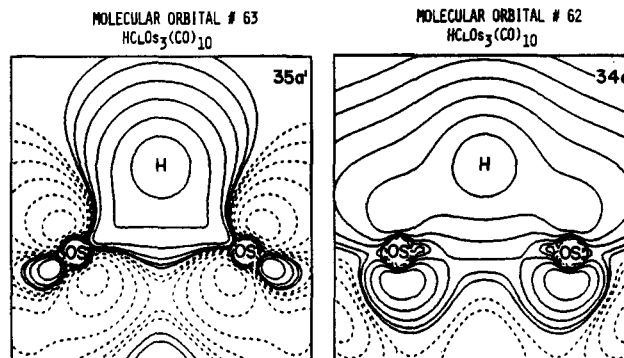 MOLECULAR ORBITAL # 63
HCLOS₃(CO)₁₀
35a'
H
OS
OS
MOLECULAR ORBITAL # 62
HCLOS₃(CO)₁₀
H
OS
OS